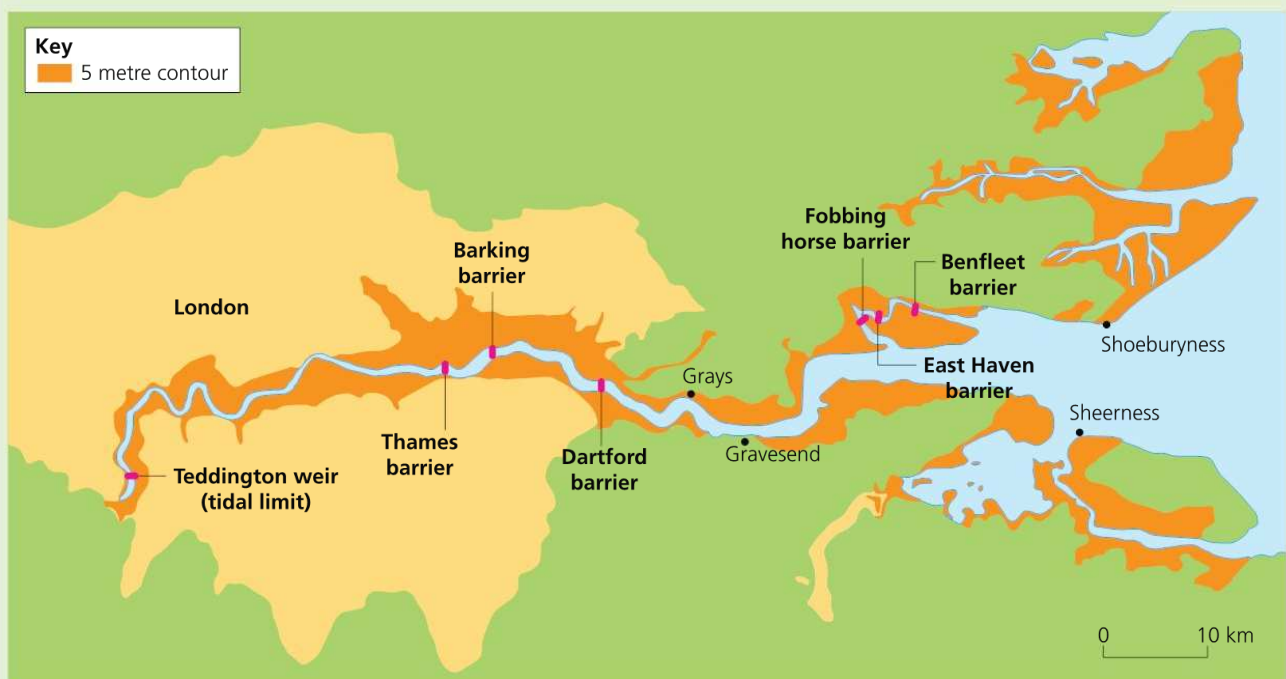 Key
5 metre contour
Fobbing
horse barrier
Barking
barrier
Benfleet
barrier
London
Shoeburyness
East Haven
barrier
Grays
Sheerness
Thames
barrier
Gravesend
Dartford
barrier
Teddington weir
(tidal limit)
0 10 km